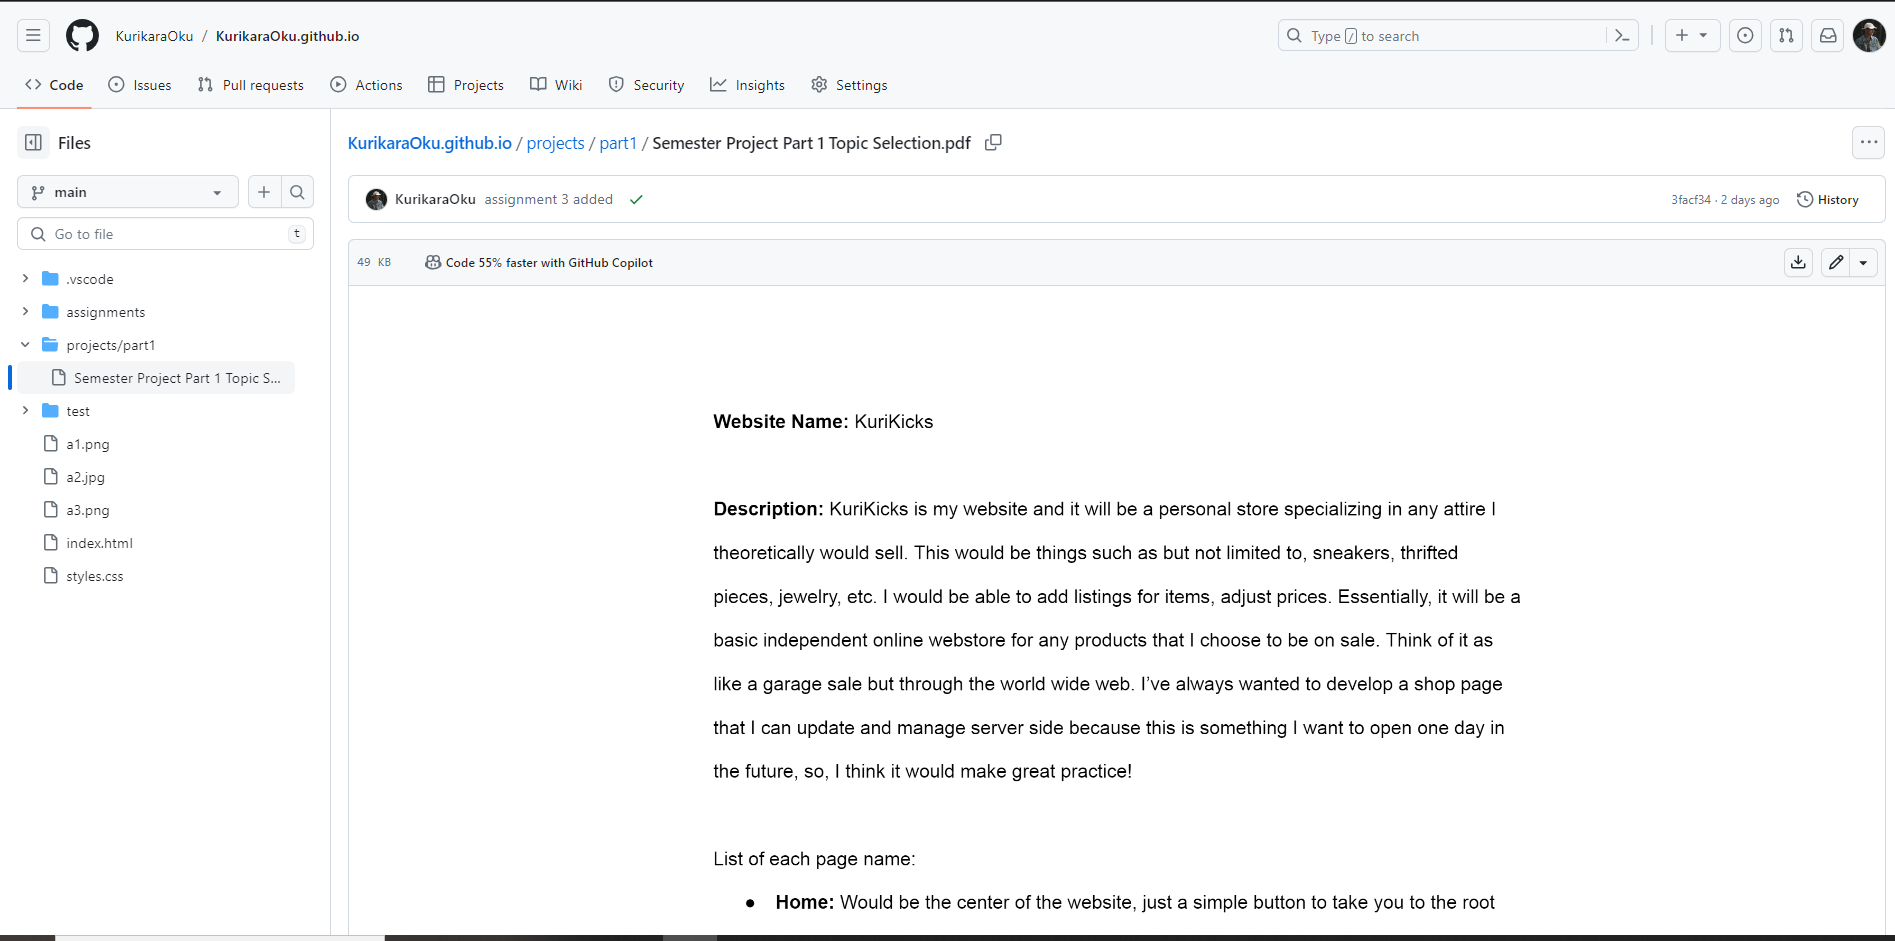 KurikaraOku / KurikaraOku.github.io
Type / to search
Code
Issues
Pull requests
Actions
Projects
Wiki
Security
Insights
Settings
Files
main
Go to file
t
.vscode
assignments
projects/part1
Semester Project Part 1 Topic S...
test
a1.png
a2.jpg
a3.png
index.html
styles.css
KurikaraOku.github.io / projects / part1 / Semester Project Part 1 Topic Selection.pdf
KurikaraOku assignment 3 added
3facf34 · 2 days ago
History
49 KB
Code 55% faster with GitHub Copilot
Website Name: KuriKicks
Description: KuriKicks is my website and it will be a personal store specializing in any attire I
theoretically would sell. This would be things such as but not limited to, sneakers, thrifted
pieces, jewelry, etc. I would be able to add listings for items, adjust prices. Essentially, it will be a
basic independent online webstore for any products that I choose to be on sale. Think of it as
like a garage sale but through the world wide web. I’ve always wanted to develop a shop page
that I can update and manage server side because this is something I want to open one day in
the future, so, I think it would make great practice!
List of each page name:
● Home: Would be the center of the website, just a simple button to take you to the root